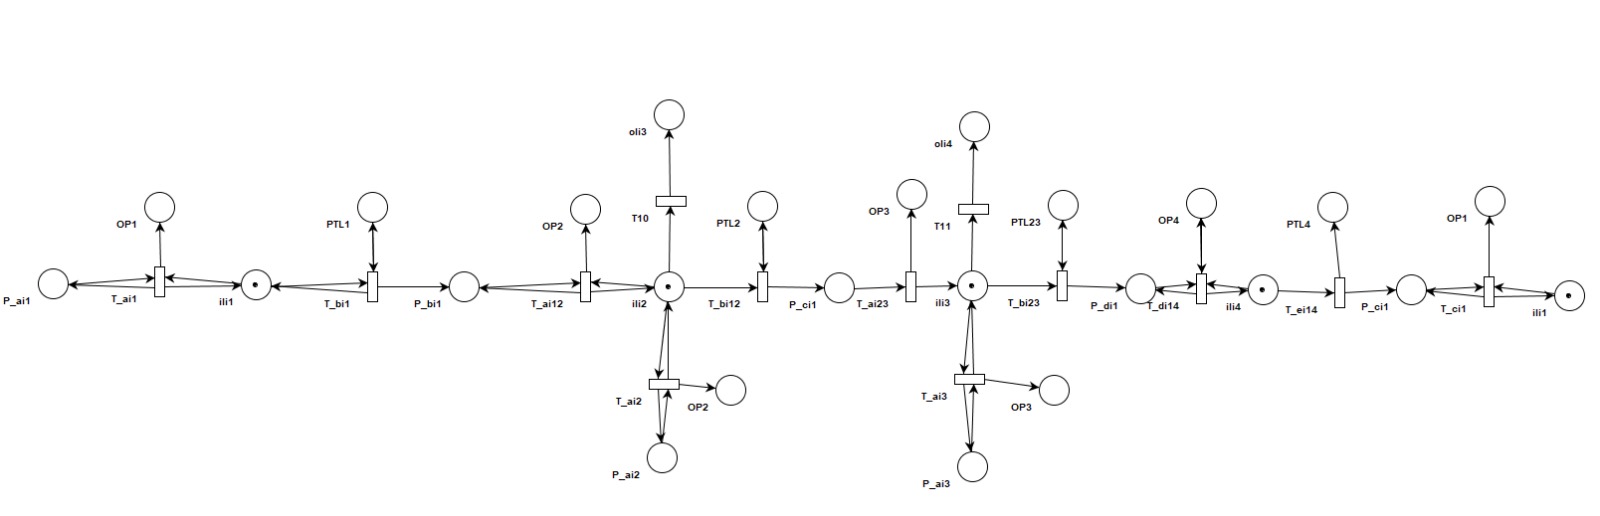 oli3
oli4
OP1
PTL1
OP2
T10
PTL2
OP3
T11
PTL23
OP4
PTL4
OP1
P_ai1
T_ai1
ili1
T_bi1
P_bi1
T_ai12
ili2
T_bi12
P_ci1
T_ai23
ili3
T_bi23
P_di1
T_di14
ili4
T_ei14
P_ci1
T_ci1
ili1
T_ai2
OP2
T_ai3
OP3
P_ai2
P_ai3